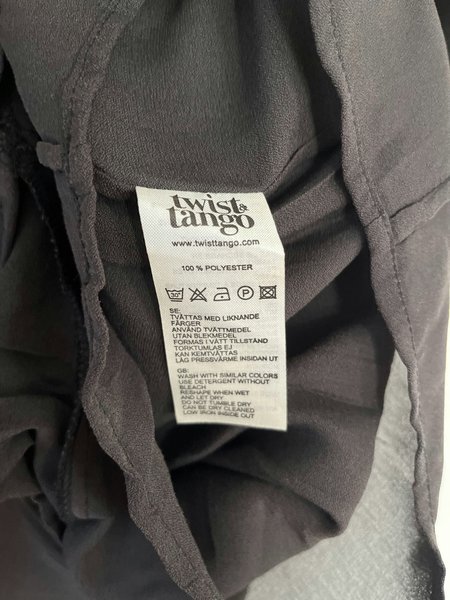 twist &
tango
www.twisttango.com
100 % POLYESTER
30° P
SE:
TVÄTTAS MED LIKNANDE
FÄRGER
ANVÄND TVÄTTMEDEL
UTAN BLEKMEDEL
FORMAS I VÅTT TILLSTÅND
TORKTUMLAS EJ
KAN KEMTVÄTTAS
LÅG PRESSVÄRME INSIDAN UT
GB:
WASH WITH SIMILAR COLORS
USE DETERGENT WITHOUT
BLEACH
RESHAPE WHEN WET
AND LET DRY
DO NOT TUMBLE DRY
CAN BE DRY CLEANED
LOW IRON INSIDE OUT